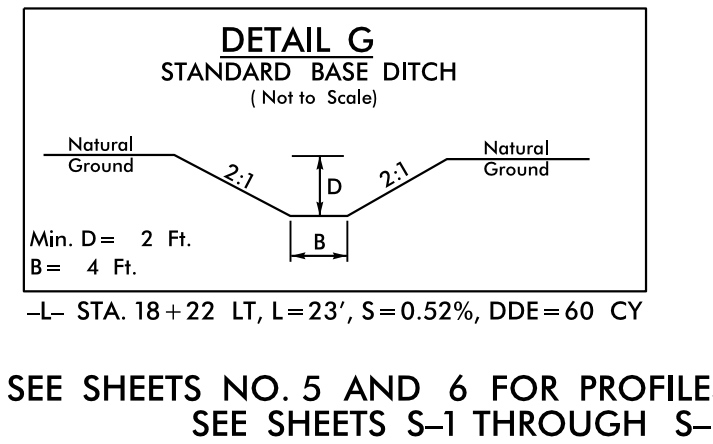 DETAIL G
STANDARD BASE DITCH
( Not to Scale)
Natural
Ground
2:1
D
2:1
Natural
Ground
B
Min. D = 2 Ft.
B = 4 Ft.
–L– STA. 18+22 LT, L=23′, S=0.52%, DDE=60 CY
SEE SHEETS NO. 5 AND 6 FOR PROFILE
SEE SHEETS S–1 THROUGH S–